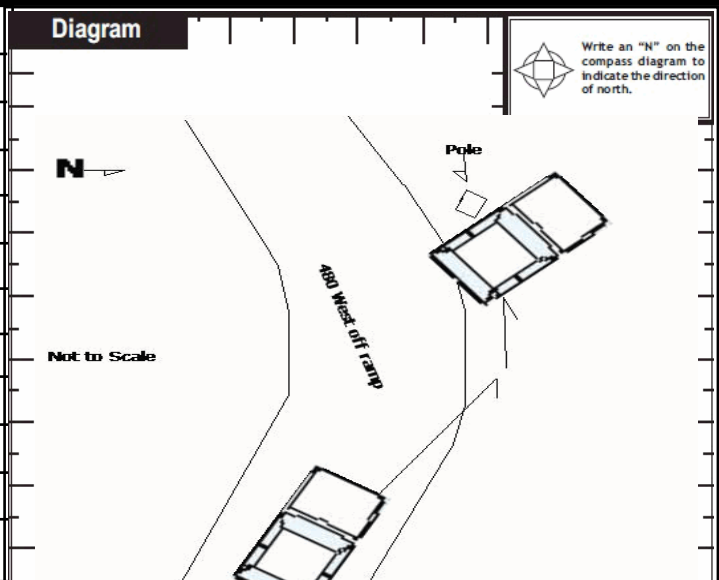 Diagram
Write an “N” on the
compass diagram to
indicate the direction
of north.
N
Pole
480 West off ramp
Not to Scale